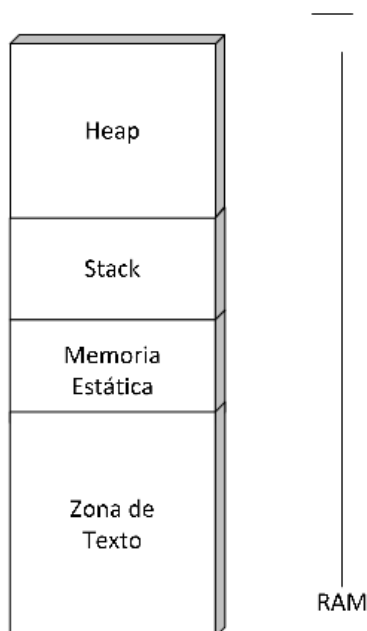 Heap
Stack
Memoria
Estática
Zona de
Texto
RAM